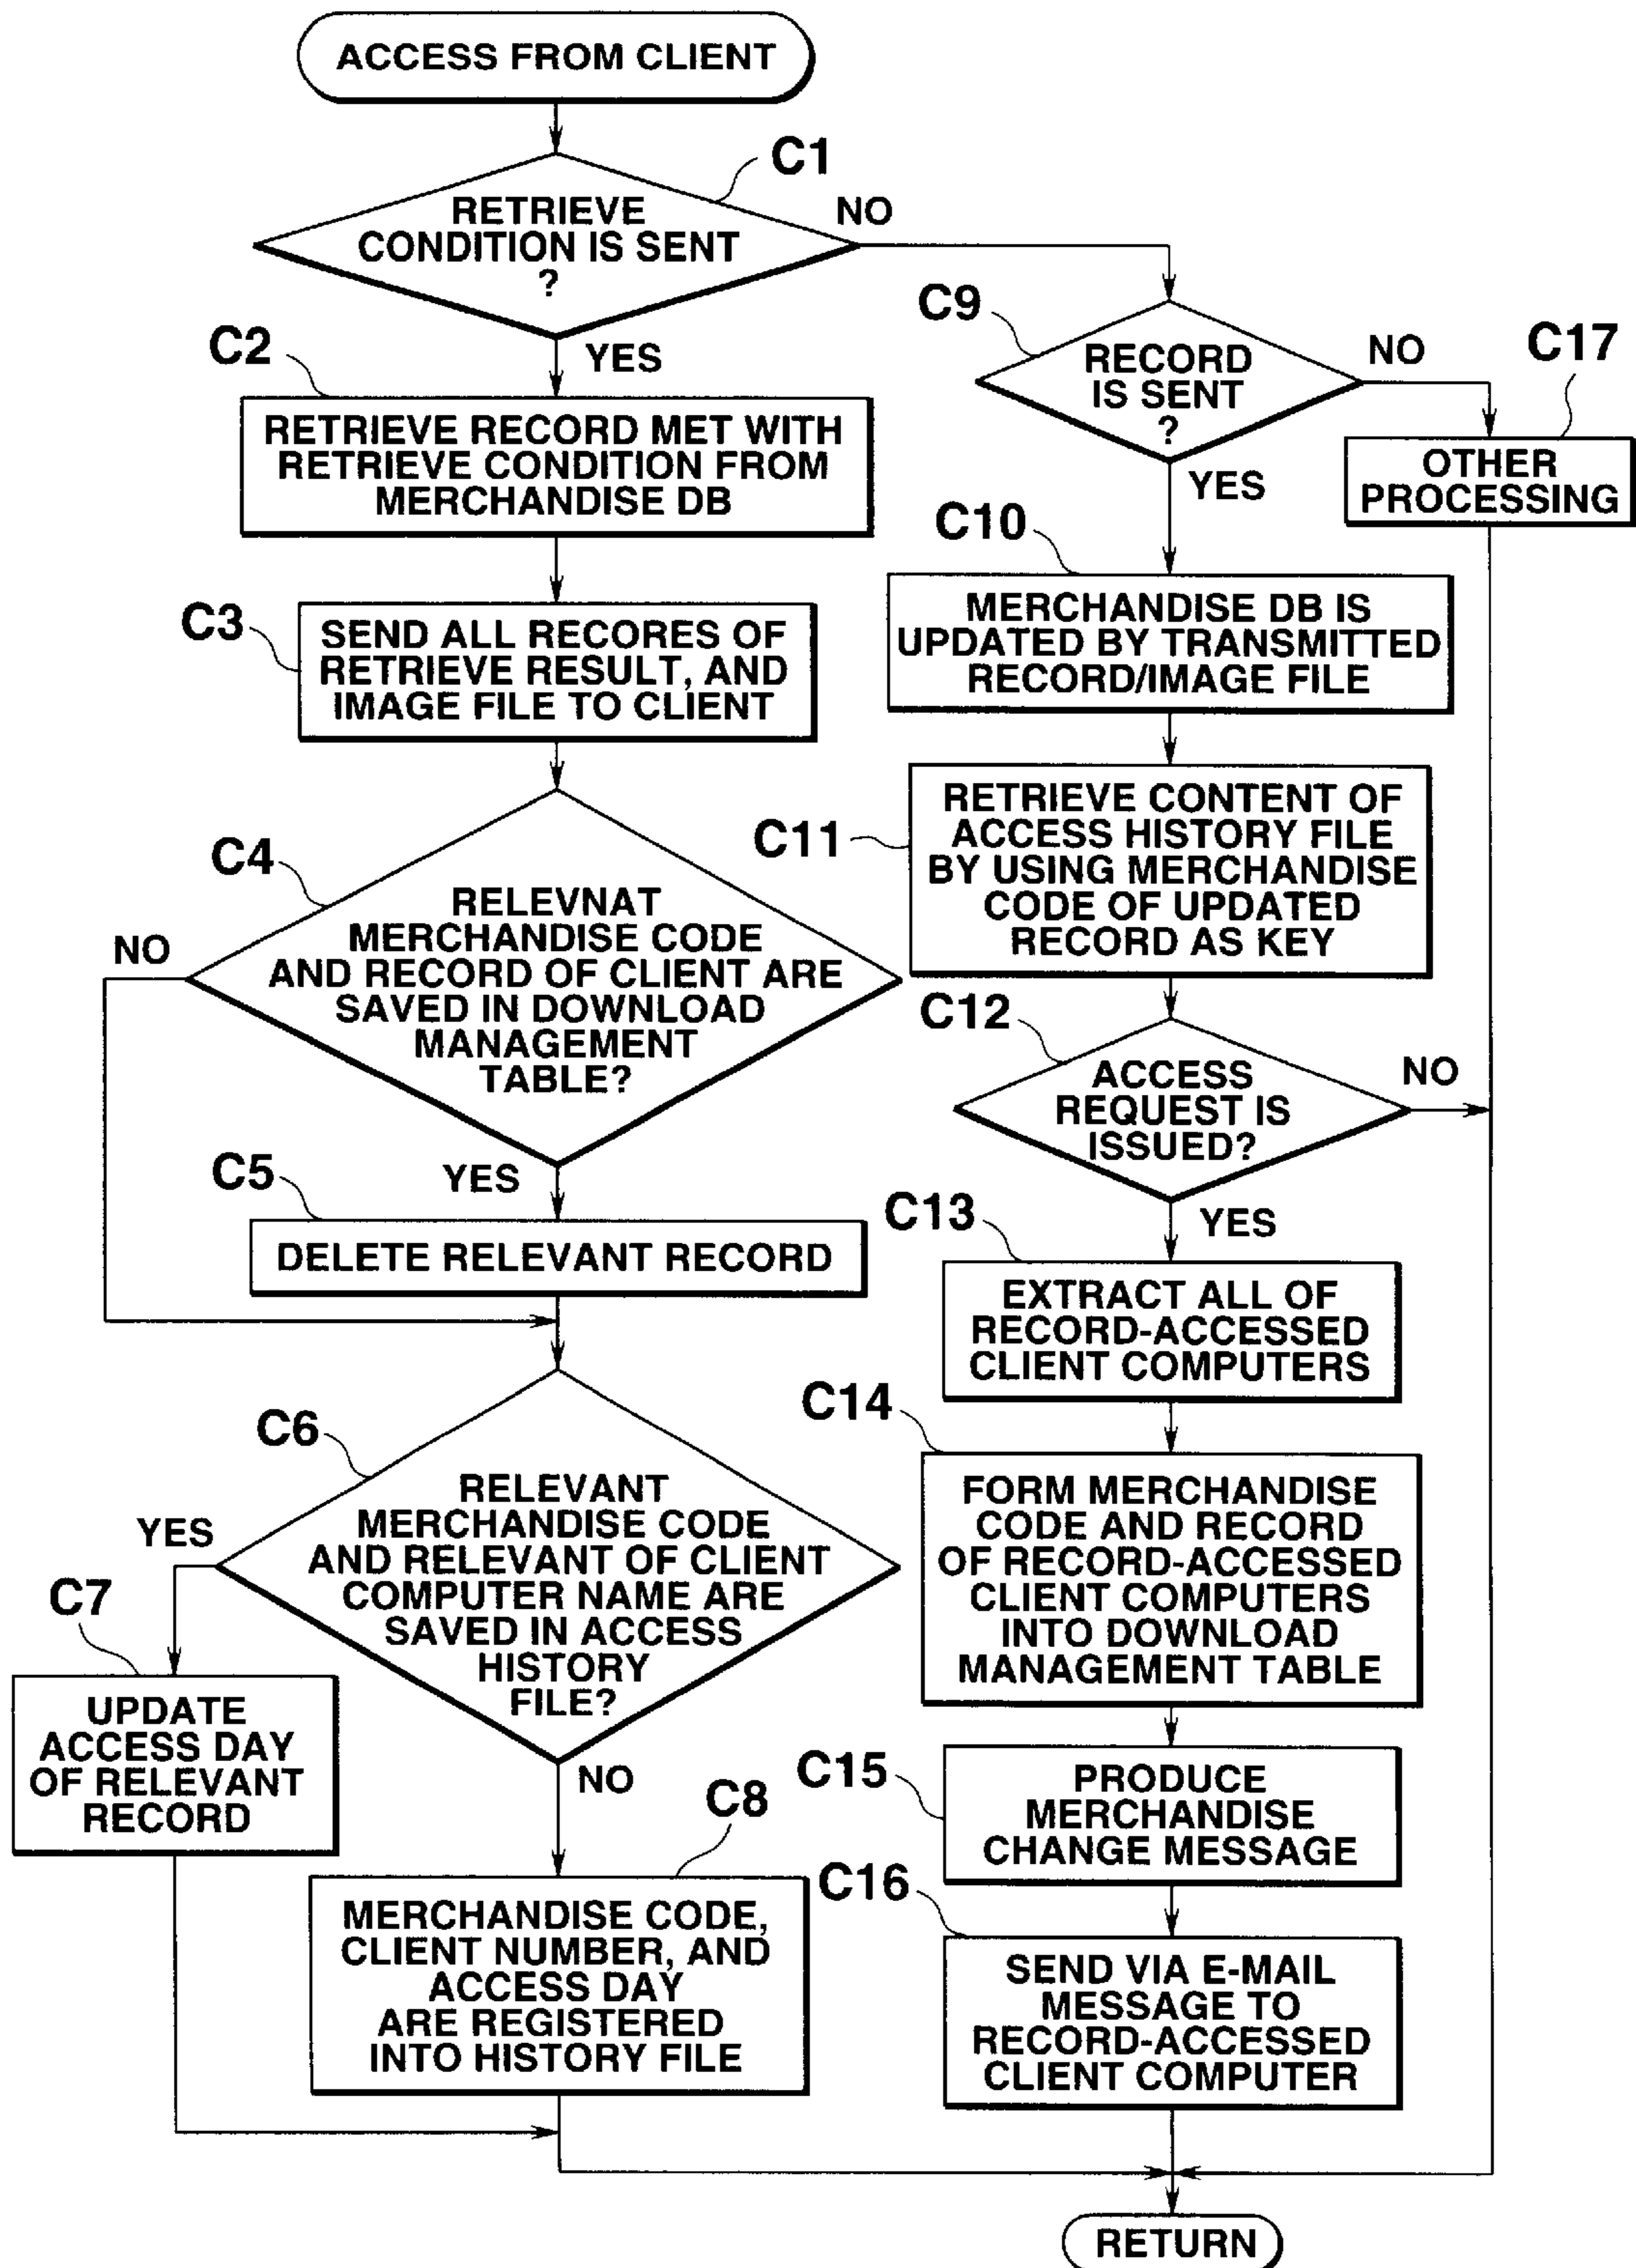 ACCESS FROM CLIENT
C1
RETRIEVE
CONDITION IS SENT
?
NO
YES
C2
RETRIEVE RECORD MET WITH
RETRIEVE CONDITION FROM
MERCHANDISE DB
C3
SEND ALL RECORES OF
RETRIEVE RESULT, AND
IMAGE FILE TO CLIENT
C4
RELEVNAT
MERCHANDISE CODE
AND RECORD OF CLIENT ARE
SAVED IN DOWNLOAD
MANAGEMENT
TABLE?
NO
YES
C5
DELETE RELEVANT RECORD
C6
RELEVANT
MERCHANDISE CODE
AND RELEVANT OF CLIENT
COMPUTER NAME ARE
SAVED IN ACCESS
HISTORY
FILE?
YES
NO
C7
UPDATE
ACCESS DAY
OF RELEVANT
RECORD
C8
MERCHANDISE CODE,
CLIENT NUMBER, AND
ACCESS DAY
ARE REGISTERED
INTO HISTORY FILE
C9
RECORD
IS SENT
?
NO
YES
C17
OTHER
PROCESSING
C10
MERCHANDISE DB IS
UPDATED BY TRANSMITTED
RECORD/IMAGE FILE
C11
RETRIEVE CONTENT OF
ACCESS HISTORY FILE
BY USING MERCHANDISE
CODE OF UPDATED
RECORD AS KEY
C12
ACCESS
REQUEST IS
ISSUED?
NO
YES
C13
EXTRACT ALL OF
RECORD-ACCESSED
CLIENT COMPUTERS
C14
FORM MERCHANDISE
CODE AND RECORD
OF RECORD-ACCESSED
CLIENT COMPUTERS
INTO DOWNLOAD
MANAGEMENT TABLE
C15
PRODUCE
MERCHANDISE
CHANGE MESSAGE
C16
SEND VIA E-MAIL
MESSAGE TO
RECORD-ACCESSED
CLIENT COMPUTER
RETURN